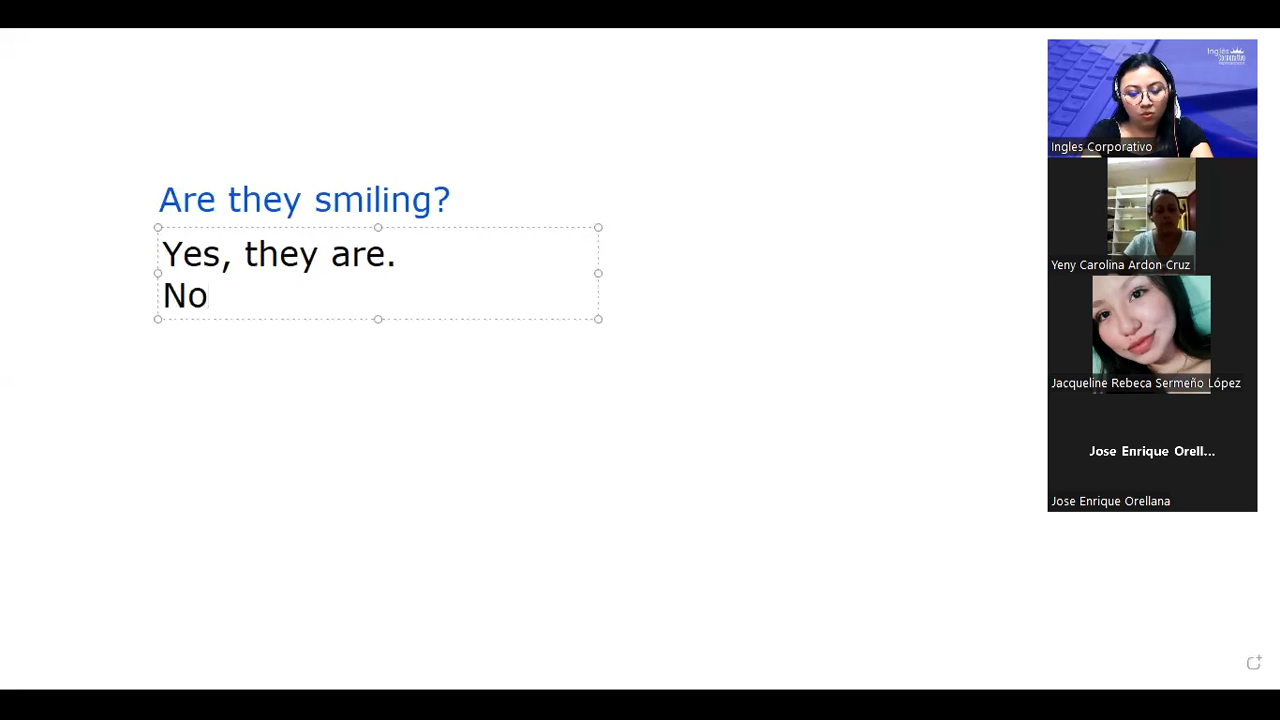 Are they smiling?
Yes, they are.
No
Ingles Corporativo
Yeny Carolina Ardon Cruz
Jacqueline Rebeca Sermeño López
Jose Enrique Orell...
Jose Enrique Orellana